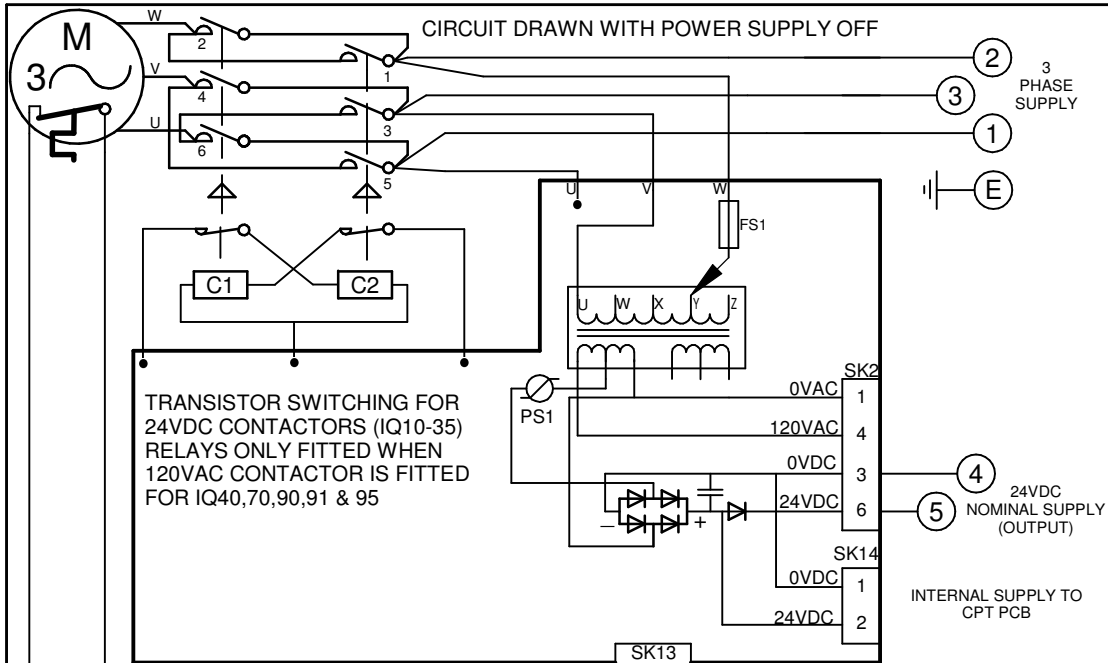 CIRCUIT DRAWN WITH POWER SUPPLY OFF
W
M
3
2
1
2
3
PHASE
SUPPLY
V
4
3
3
U
6
5
1
U
V
W
E
FS1
C1
C2
U
W
X
Y
Z
SK2
TRANSISTOR SWITCHING FOR
24VDC CONTACTORS (IQ10-35)
RELAYS ONLY FITTED WHEN
120VAC CONTACTOR IS FITTED
FOR IQ40,70,90,91 & 95
PS1
0VAC
1
120VAC
4
0VDC
3
4
24VDC
6
5
24VDC
NOMINAL SUPPLY
(OUTPUT)
–
+
SK14
0VDC
1
24VDC
2
INTERNAL SUPPLY TO
CPT PCB
SK13